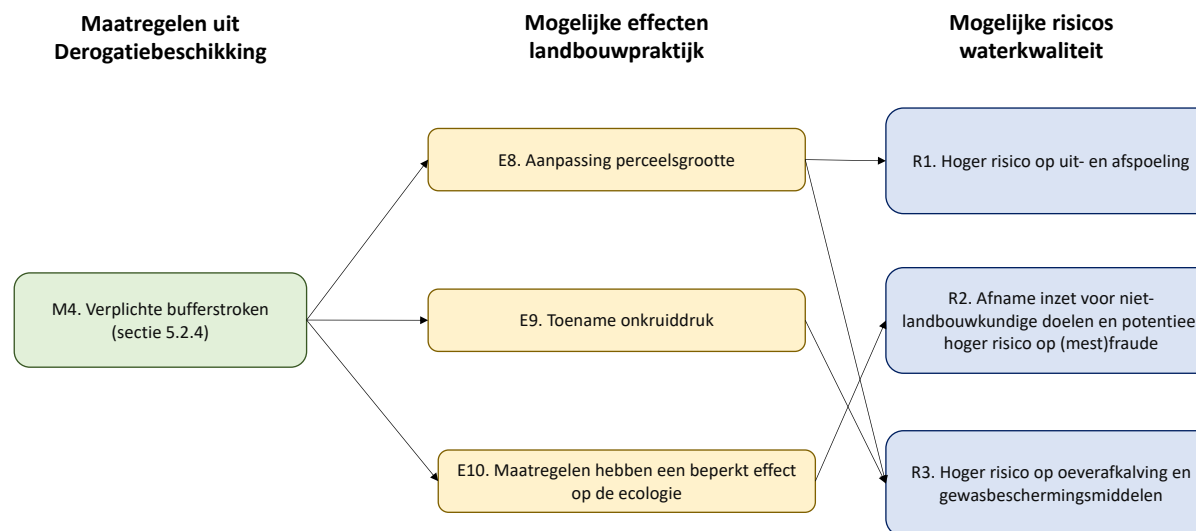 Maatregelen uit
Derogatiebeschikking
Mogelijke effecten
landbouwpraktijk
Mogelijke risicos
waterkwaliteit
M4. Verplichte bufferstroken
(sectie 5.2.4)
E8. Aanpassing perceelsgrootte
E9. Toename onkruiddruk
E10. Maatregelen hebben een beperkt effect
op de ecologie
R1. Hoger risico op uit- en afspoeling
R2. Afname inzet voor niet-
landbouwkundige doelen en potentieel
hoger risico op (mest)fraude
R3. Hoger risico op oeverafkalving en
gewasbeschermingsmiddelen